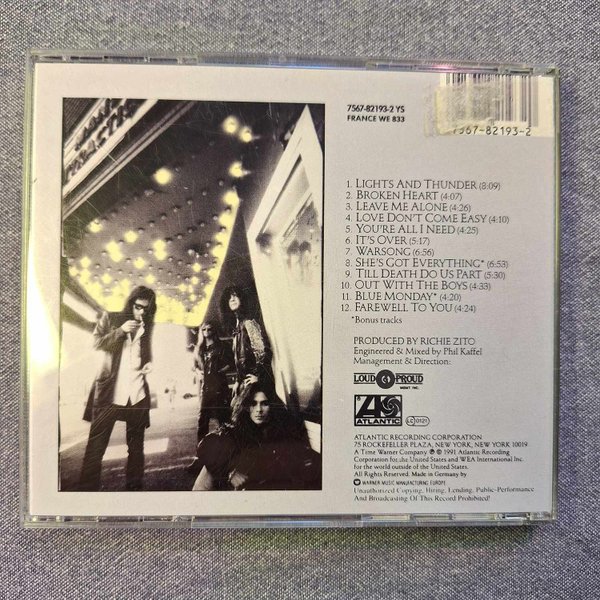 7567-82193-2 YS
FRANCE WE 833
7567-82193-2
1. LIGHTS AND THUNDER (8:09)
2. BROKEN HEART (4:07)
3. LEAVE ME ALONE (4:26)
4. LOVE DON'T COME EASY (4:10)
5. YOU'RE ALL I NEED (4:25)
6. IT'S OVER (5:17)
7. WARSONG (6:56)
8. SHE'S GOT EVERYTHING* (6:53)
9. TILL DEATH DO US PART (5:30)
10. OUT WITH THE BOYS (4:33)
11. BLUE MONDAY* (4:20)
12. FAREWELL TO YOU (4:24)
*Bonus tracks
PRODUCED BY RICHIE ZITO
Engineered & Mixed by Phil Kaffel
Management & Direction:
LOUD & PROUD
MGMT, INC.
ATLANTIC
LC 0121
ATLANTIC RECORDING CORPORATION
75 ROCKEFELLER PLAZA, NEW YORK, NEW YORK 10019
A Time Warner Company ℗ © 1991 Atlantic Recording
Corporation for the United States and WEA International Inc.
for the world outside of the United States.
All Rights Reserved. Made in Germany by
WARNER MUSIC MANUFACTURING EUROPE.
Unauthorized Copying, Hiring, Lending, Public-Performance
And Broadcasting Of This Record Prohibited!